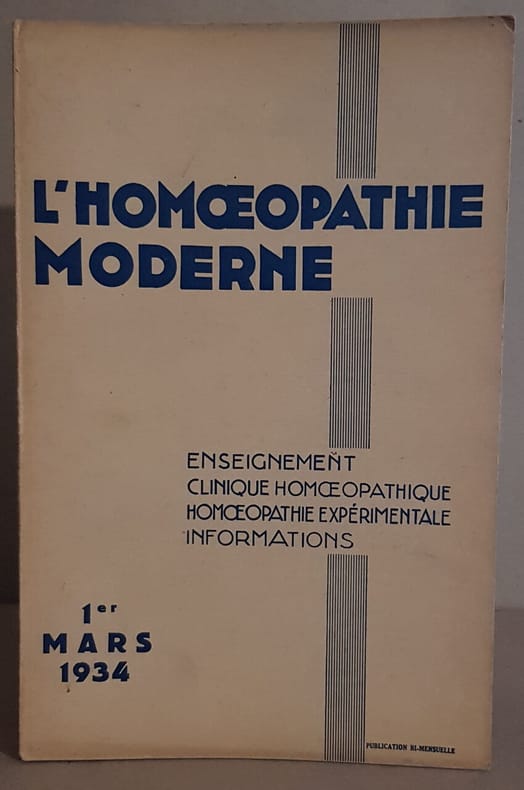 L'HOMŒOPATHIE
MODERNE
ENSEIGNEMENT
CLINIQUE HOMŒOPATHIQUE
HOMŒOPATHIE EXPÉRIMENTALE
INFORMATIONS
1er
MARS
1934
PUBLICATION BI-MENSUELLE